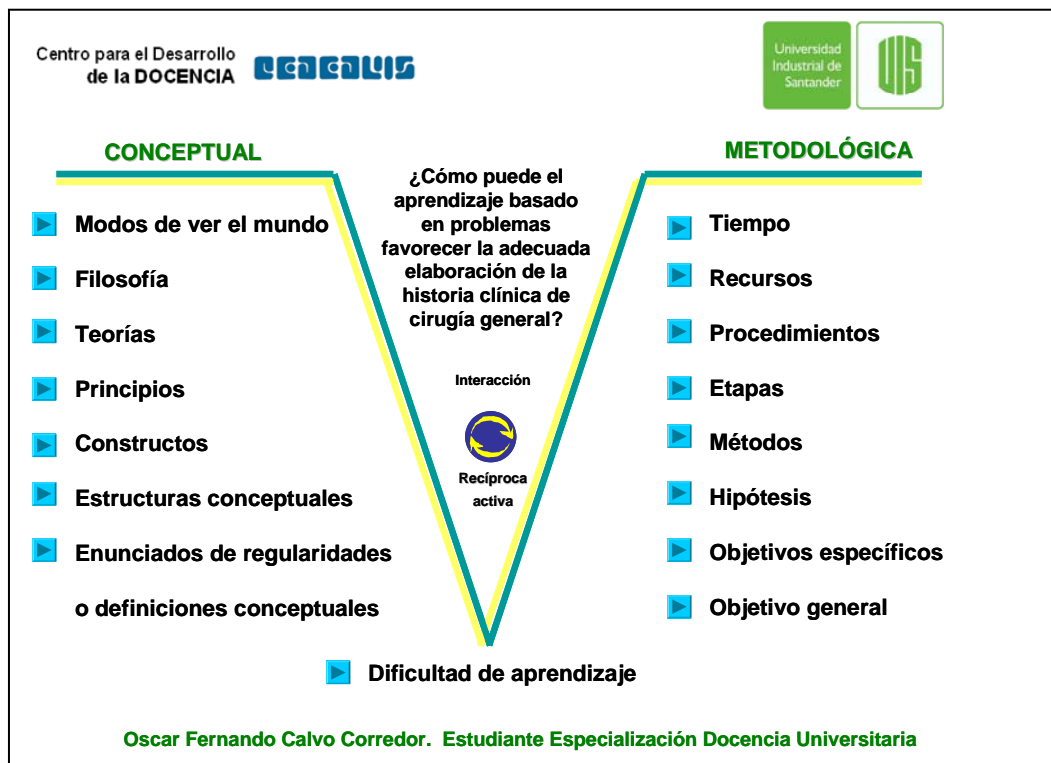 Centro para el Desarrollo
de la DOCENCIA
CEDEDUIS
Universidad
Industrial de
Santander
UIS
CONCEPTUAL
Modos de ver el mundo
Filosofía
Teorías
Principios
Constructos
Estructuras conceptuales
Enunciados de regularidades
o definiciones conceptuales
¿Cómo puede el
aprendizaje basado
en problemas
favorecer la adecuada
elaboración de la
historia clínica de
cirugía general?
Interacción
Recíproca
activa
METODOLÓGICA
Tiempo
Recursos
Procedimientos
Etapas
Métodos
Hipótesis
Objetivos específicos
Objetivo general
Dificultad de aprendizaje
Oscar Fernando Calvo Corredor. Estudiante Especialización Docencia Universitaria